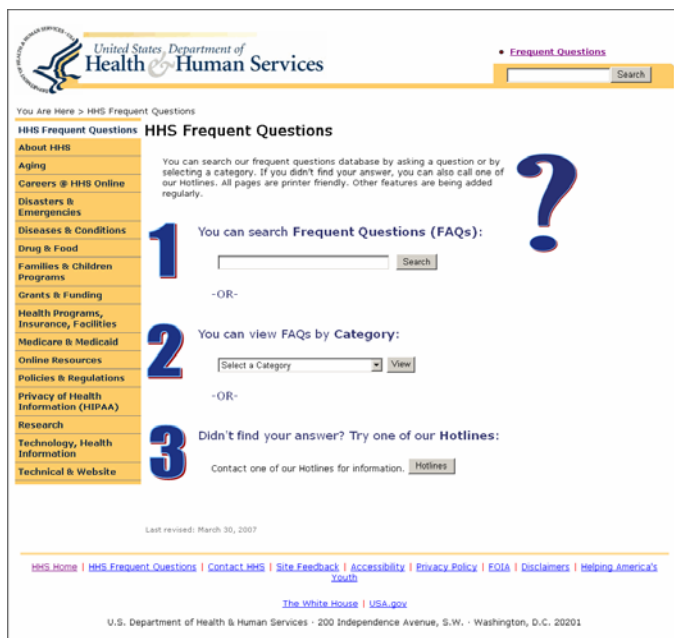 DEPARTMENT OF HEALTH & HUMAN SERVICES · USA
United States Department of
Health & Human Services
• Frequent Questions
Search
You Are Here > HHS Frequent Questions
HHS Frequent Questions
About HHS
Aging
Careers @ HHS Online
Disasters &
Emergencies
Diseases & Conditions
Drug & Food
Families & Children
Programs
Grants & Funding
Health Programs,
Insurance, Facilities
Medicare & Medicaid
Online Resources
Policies & Regulations
Privacy of Health
Information (HIPAA)
Research
Technology, Health
Information
Technical & Website
HHS Frequent Questions
You can search our frequent questions database by asking a question or by
selecting a category. If you didn't find your answer, you can also call one of
our Hotlines. All pages are printer friendly. Other features are being added
regularly.
?
1
You can search Frequent Questions (FAQs):
Search
-OR-
2
You can view FAQs by Category:
Select a Category View
-OR-
3
Didn't find your answer? Try one of our Hotlines:
Contact one of our Hotlines for information. Hotlines
Last revised: March 30, 2007
HHS Home | HHS Frequent Questions | Contact HHS | Site Feedback | Accessibility | Privacy Policy | FOIA | Disclaimers | Helping America's
Youth
The White House | USA.gov
U.S. Department of Health & Human Services · 200 Independence Avenue, S.W. · Washington, D.C. 20201